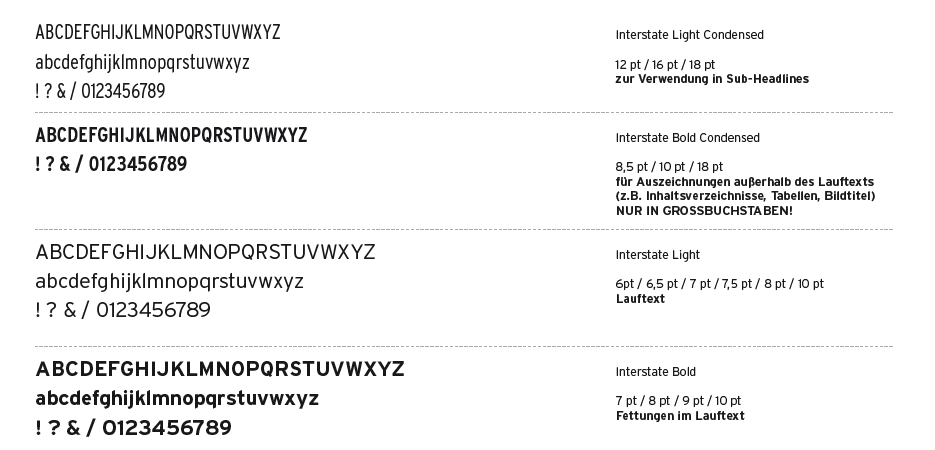 ABCDEFGHIJKLMNOPQRSTUVWXYZ
abcdefghijklmnopqrstuvwxyz
! ? & / 0123456789
Interstate Light Condensed
12 pt / 16 pt / 18 pt
zur Verwendung in Sub-Headlines
ABCDEFGHIJKLMNOPQRSTUVWXYZ
! ? & / 0123456789
Interstate Bold Condensed
8,5 pt / 10 pt / 18 pt
für Auszeichnungen außerhalb des Lauftexts
(z.B. Inhaltsverzeichnisse, Tabellen, Bildtitel)
NUR IN GROSSBUCHSTABEN!
ABCDEFGHIJKLMNOPQRSTUVWXYZ
abcdefghijklmnopqrstuvwxyz
! ? & / 0123456789
Interstate Light
6pt / 6,5 pt / 7 pt / 7,5 pt / 8 pt / 10 pt
Lauftext
ABCDEFGHIJKLMNOPQRSTUVWXYZ
abcdefghijklmnopqrstuvwxyz
! ? & / 0123456789
Interstate Bold
7 pt / 8 pt / 9 pt / 10 pt
Fettungen im Lauftext